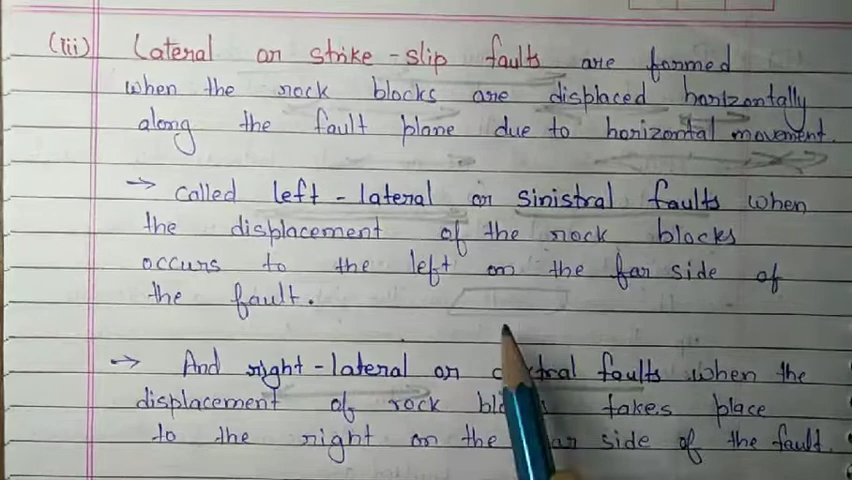 (iii) Lateral or strike-slip faults are formed
when the rock blocks are displaced horizontally
along the fault plane due to horizontal movement.
→ called left-lateral or sinistral faults when
the displacement of the rock blocks
occurs to the left on the far side of
the fault.
→ And right-lateral or faults when the
displacement of rock takes place
to the right on the side of the fault.